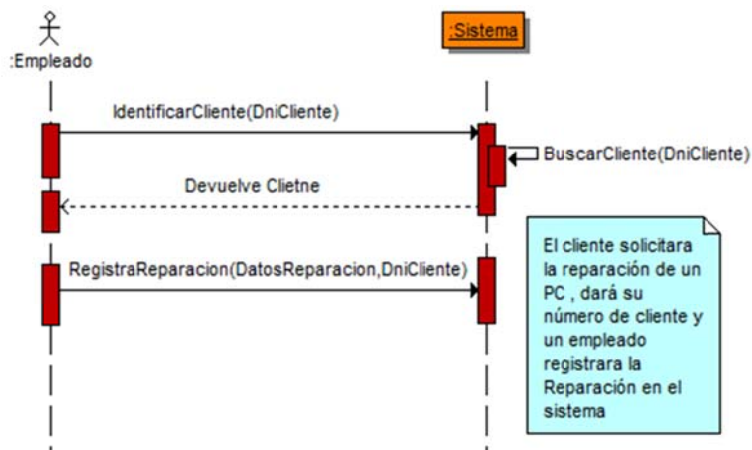 :Empleado
:Sistema
IdentificarCliente(DniCliente)
BuscarCliente(DniCliente)
Devuelve Clietne
RegistraReparacion(DatosReparacion,DniCliente)
El cliente solicitara
la reparación de un
PC , dará su
número de cliente y
un empleado
registrara la
Reparación en el
sistema